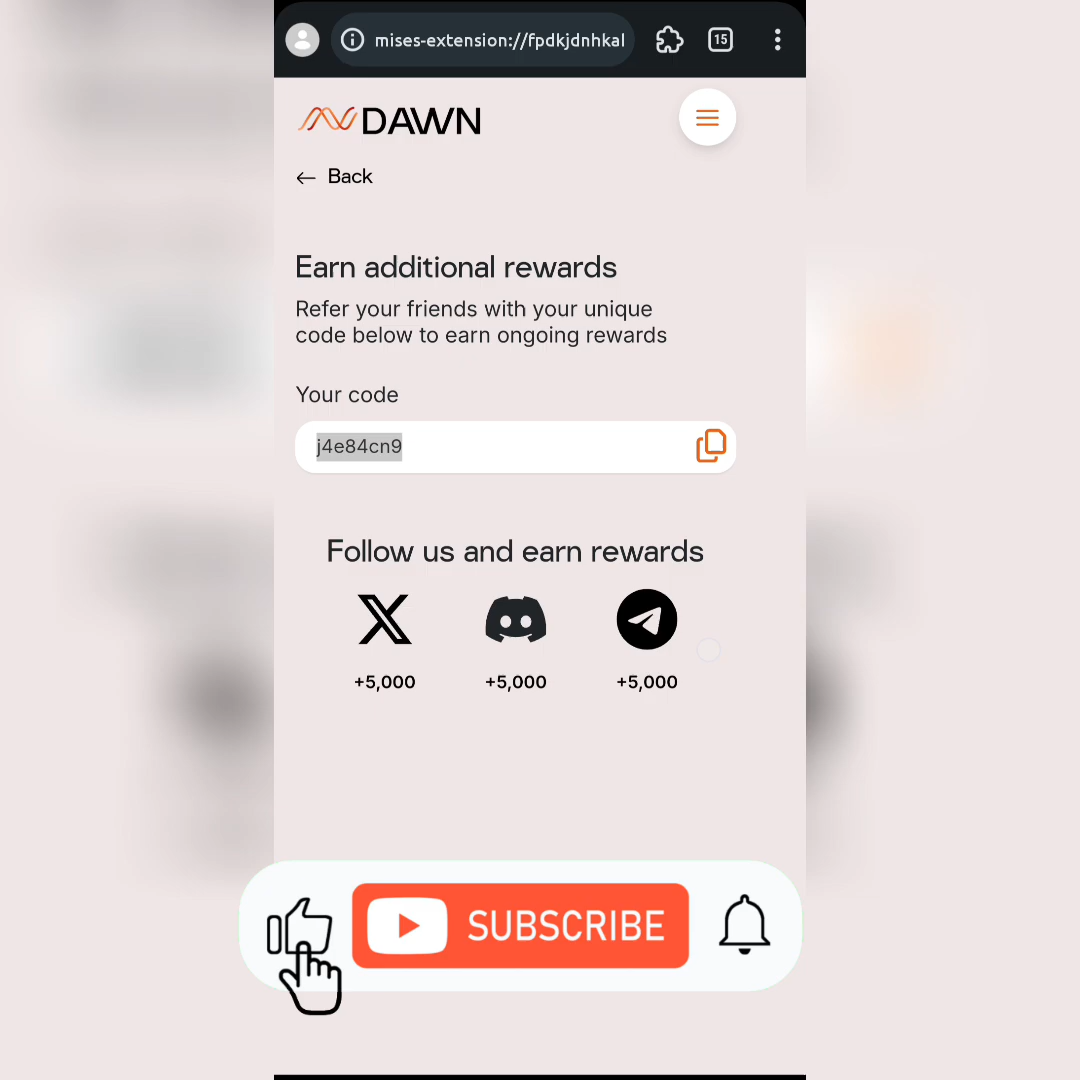 mises-extension://fpdkjdnhkal
15
DAWN
Back
Earn additional rewards
Refer your friends with your unique
code below to earn ongoing rewards
Your code
j4e84cn9
Follow us and earn rewards
+5,000 +5,000 +5,000
SUBSCRIBE